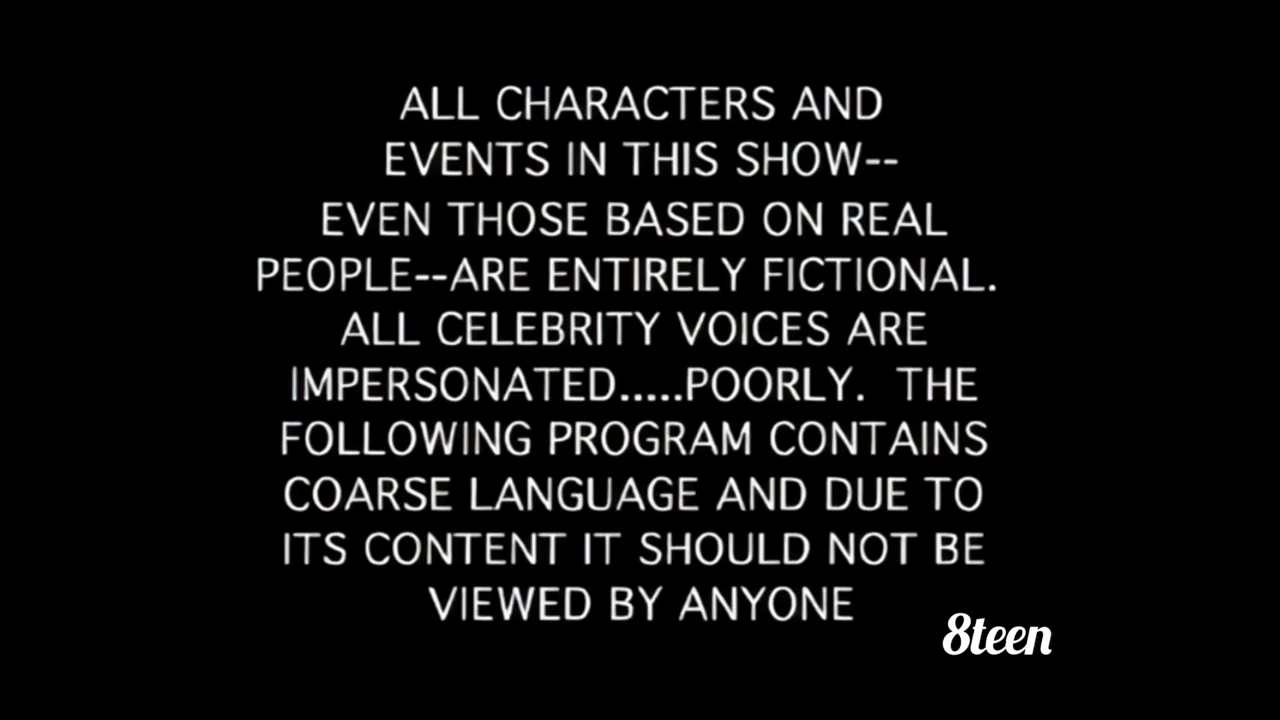 ALL CHARACTERS AND
EVENTS IN THIS SHOW--
EVEN THOSE BASED ON REAL
PEOPLE--ARE ENTIRELY FICTIONAL.
ALL CELEBRITY VOICES ARE
IMPERSONATED.....POORLY.  THE
FOLLOWING PROGRAM CONTAINS
COARSE LANGUAGE AND DUE TO
ITS CONTENT IT SHOULD NOT BE
VIEWED BY ANYONE
8teen